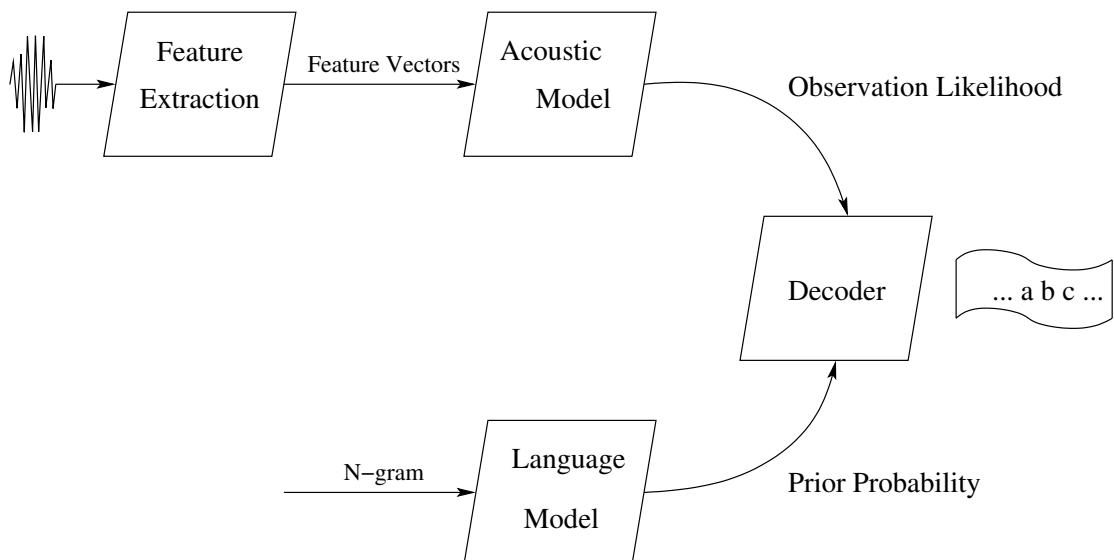 Feature
Extraction
Feature Vectors
Acoustic
Model
Observation Likelihood
Decoder
... a b c ...
N−gram
Language
Model
Prior Probability